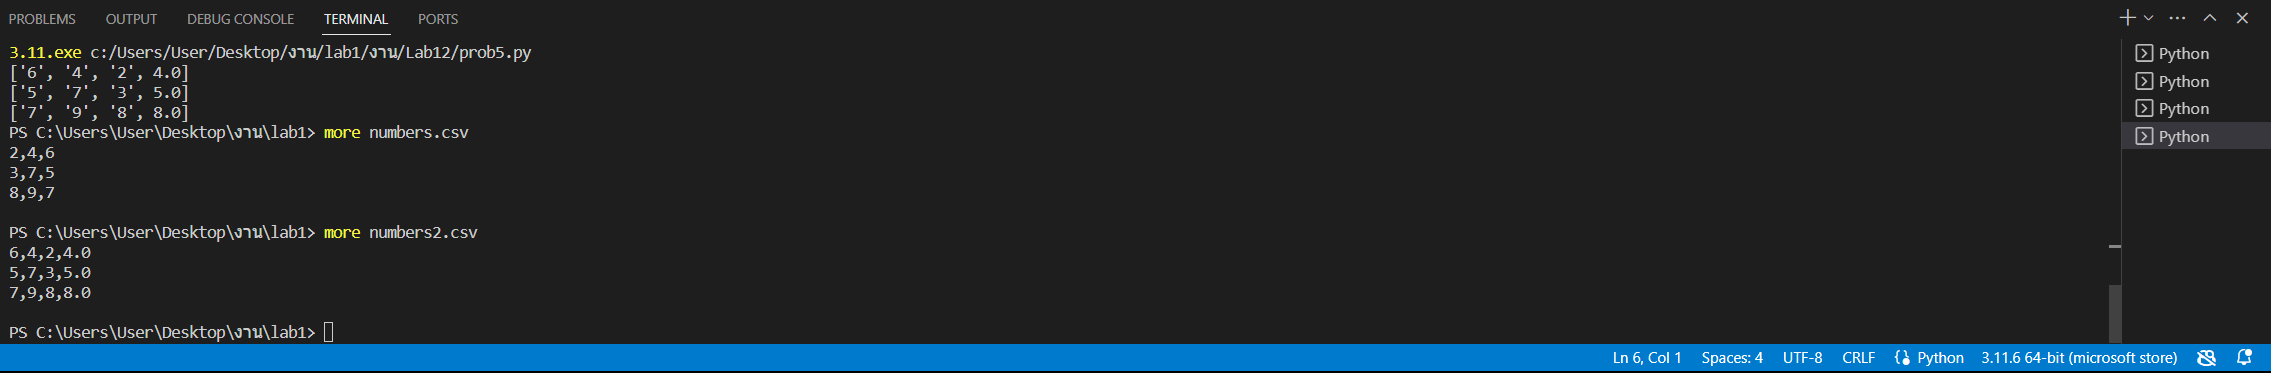 PROBLEMS OUTPUT DEBUG CONSOLE TERMINAL PORTS
3.11.exe c:/Users/User/Desktop/งาน/lab1/งาน/Lab12/prob5.py
['6', '4', '2', 4.0]
['5', '7', '3', 5.0]
['7', '9', '8', 8.0]
PS C:\Users\User\Desktop\งาน\lab1> more numbers.csv
2,4,6
3,7,5
8,9,7
PS C:\Users\User\Desktop\งาน\lab1> more numbers2.csv
6,4,2,4.0
5,7,3,5.0
7,9,8,8.0
PS C:\Users\User\Desktop\งาน\lab1>
Python
Python
Python
Python
Ln 6, Col 1 Spaces: 4 UTF-8 CRLF Python 3.11.6 64-bit (microsoft store)